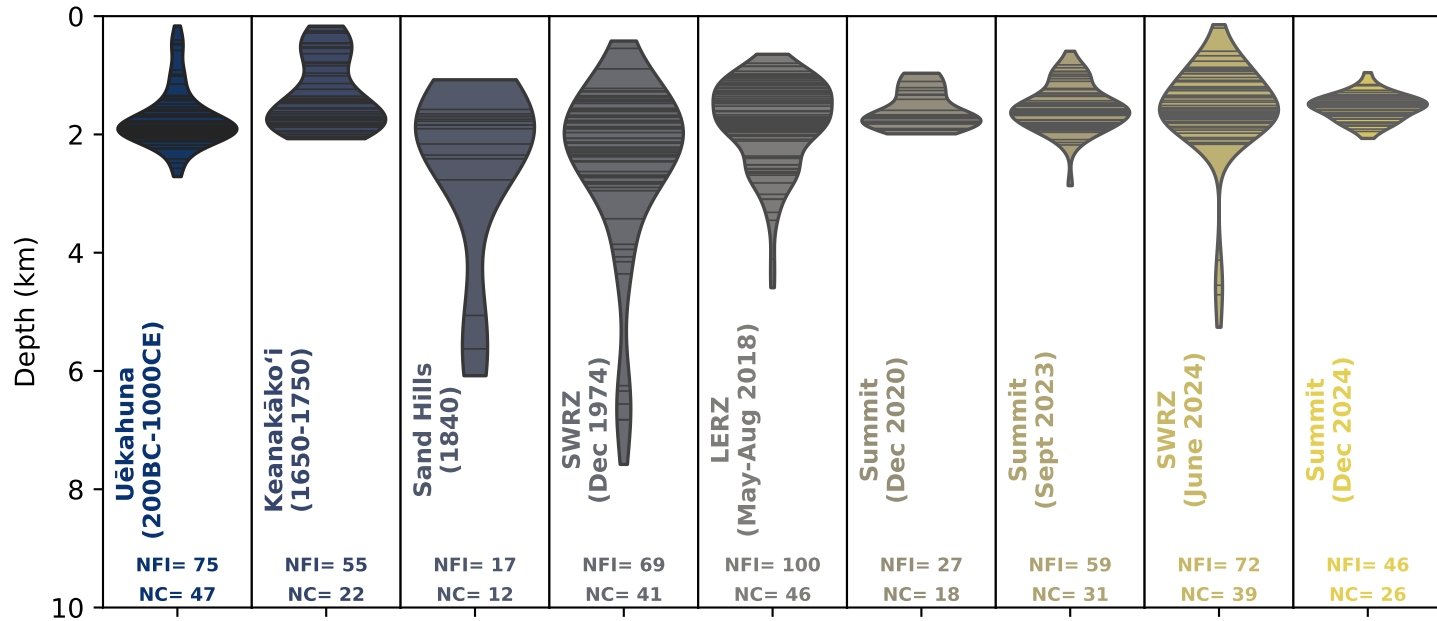 0
2
4
6
8
10
Depth (km)
Uēkahuna
(200BC-1000CE)
NFI= 75
NC= 47
Keanakākoʻi
(1650-1750)
NFI= 55
NC= 22
Sand Hills
(1840)
NFI= 17
NC= 12
SWRZ
(Dec 1974)
NFI= 69
NC= 41
LERZ
(May-Aug 2018)
NFI= 100
NC= 46
Summit
(Dec 2020)
NFI= 27
NC= 18
Summit
(Sept 2023)
NFI= 59
NC= 31
SWRZ
(June 2024)
NFI= 72
NC= 39
Summit
(Dec 2024)
NFI= 46
NC= 26